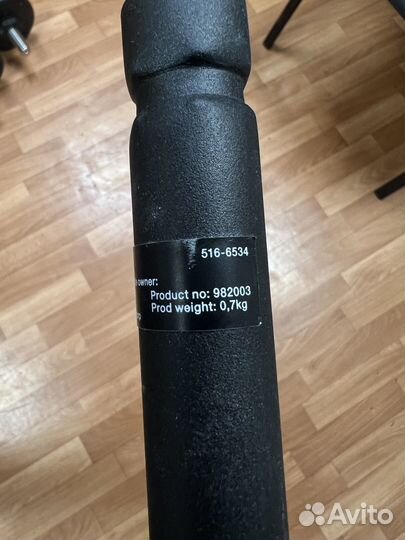 516-6534
owner:
Product no: 982003
Prod weight: 0,7kg
Avito